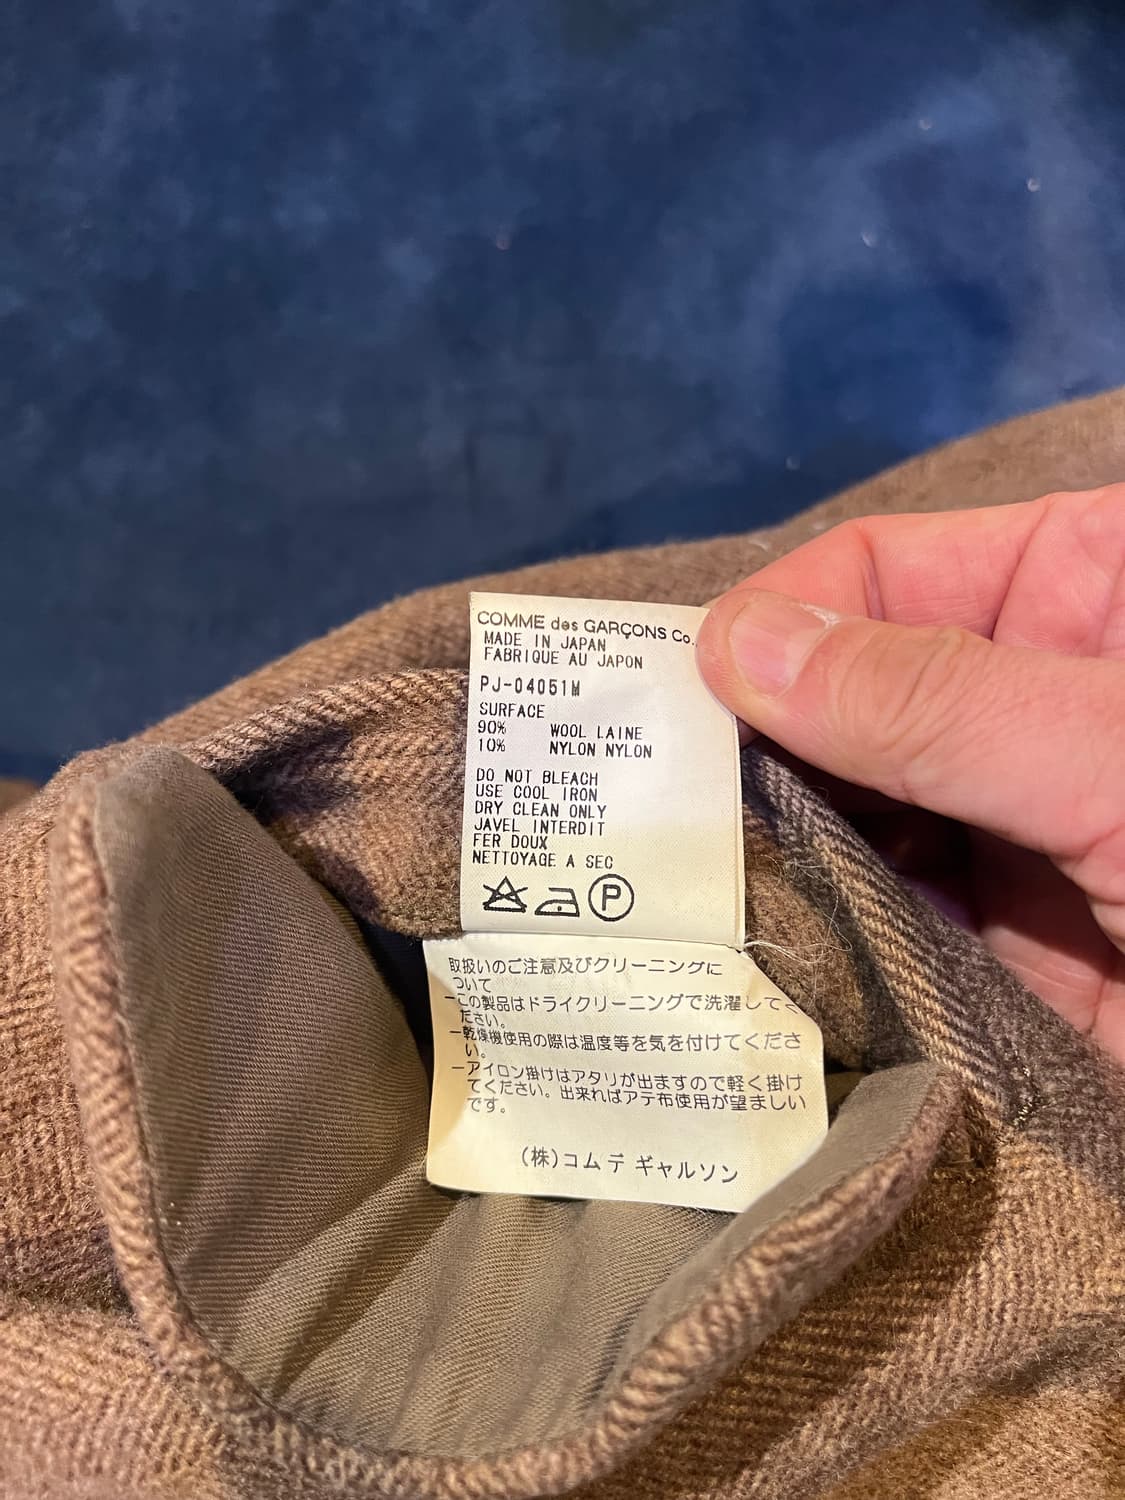 COMME des GARÇONS Co.,
MADE IN JAPAN
FABRIQUE AU JAPON
PJ-04051M
SURFACE
90% WOOL LAINE
10% NYLON NYLON
DO NOT BLEACH
USE COOL IRON
DRY CLEAN ONLY
JAVEL INTERDIT
FER DOUX
NETTOYAGE A SEC
P
取扱いのご注意及びクリーニングに
ついて
ーこの製品はドライクリーニングで洗濯してく
ださい。
ー乾燥機使用の際は温度等を気を付けてくださ
い。
ーアイロン掛けはアタリが出ますので軽く掛け
てください。出来ればアテ布使用が望ましい
です。
(株)コム デ ギャルソン